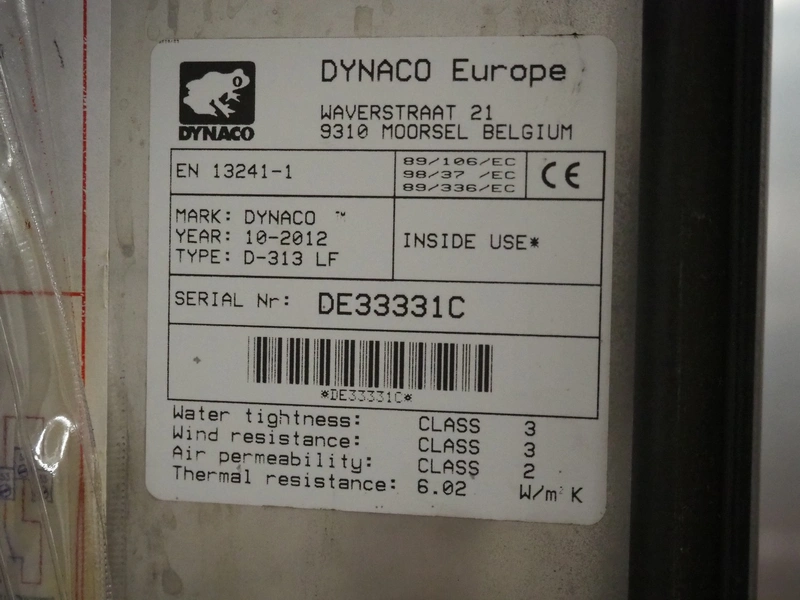 DYNACO
DYNACO Europe
WAVERSTRAAT 21
9310 MOORSEL BELGIUM
EN 13241-1
89/106/EC
98/37 /EC
89/336/EC
CE
MARK: DYNACO ™
YEAR: 10-2012
TYPE: D-313 LF
INSIDE USE*
SERIAL Nr: DE33331C
*DE33331C*
Water tightness: CLASS 3
Wind resistance: CLASS 3
Air permeability: CLASS 2
Thermal resistance: 6.02 W/m² K